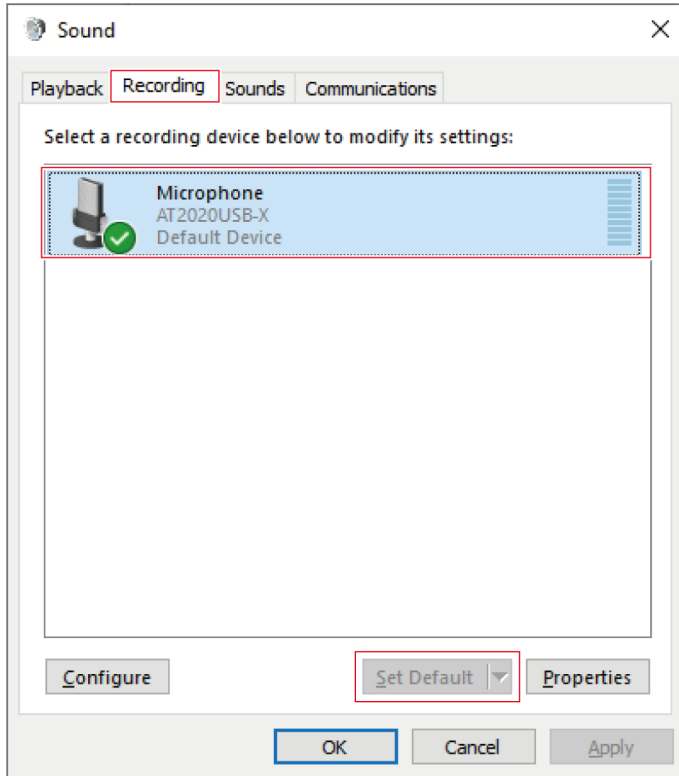 Sound
Playback Recording Sounds Communications
Select a recording device below to modify its settings:
Microphone
AT2020USB-X
Default Device
Configure Set Default Properties
OK Cancel Apply